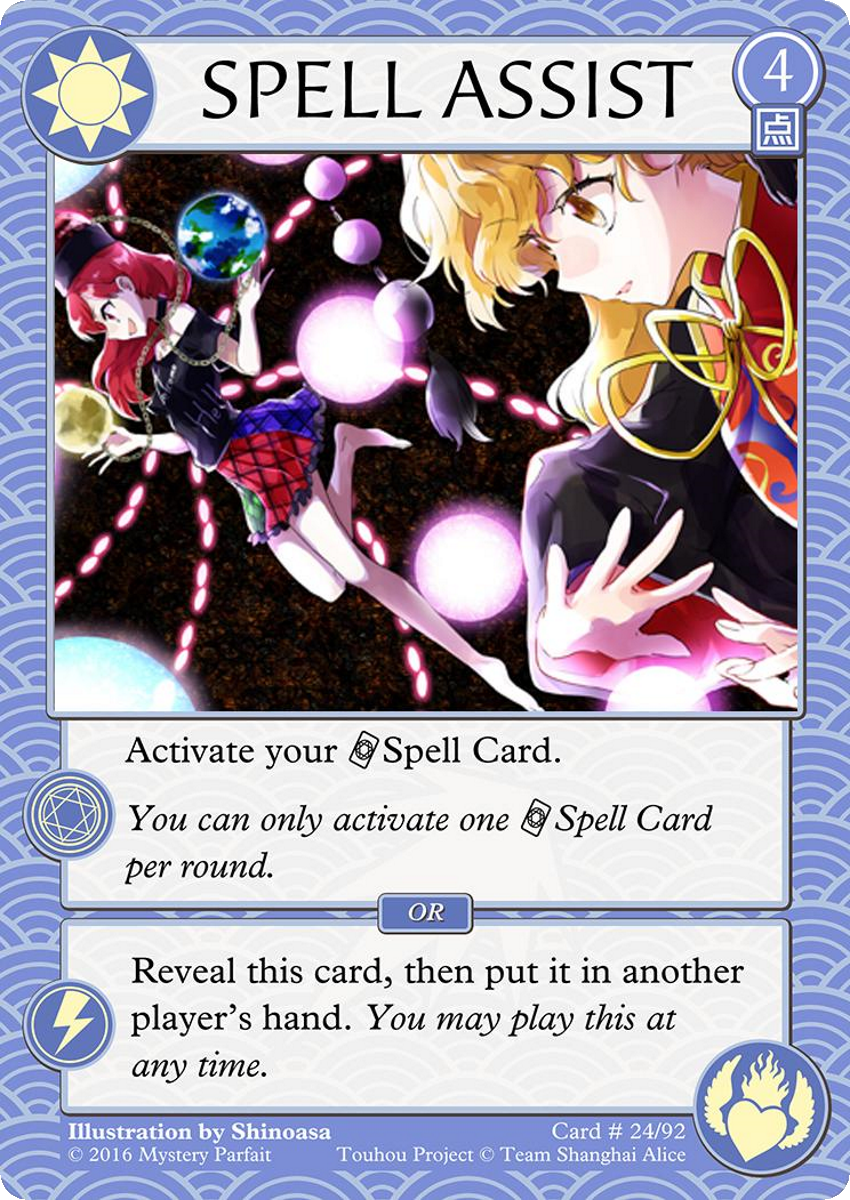 SPELL ASSIST
4
点
Activate your Spell Card.
You can only activate one Spell Card
per round.
OR
Reveal this card, then put it in another
player's hand. You may play this at
any time.
Illustration by Shinoasa
Card # 24/92
© 2016 Mystery Parfait
Touhou Project © Team Shanghai Alice